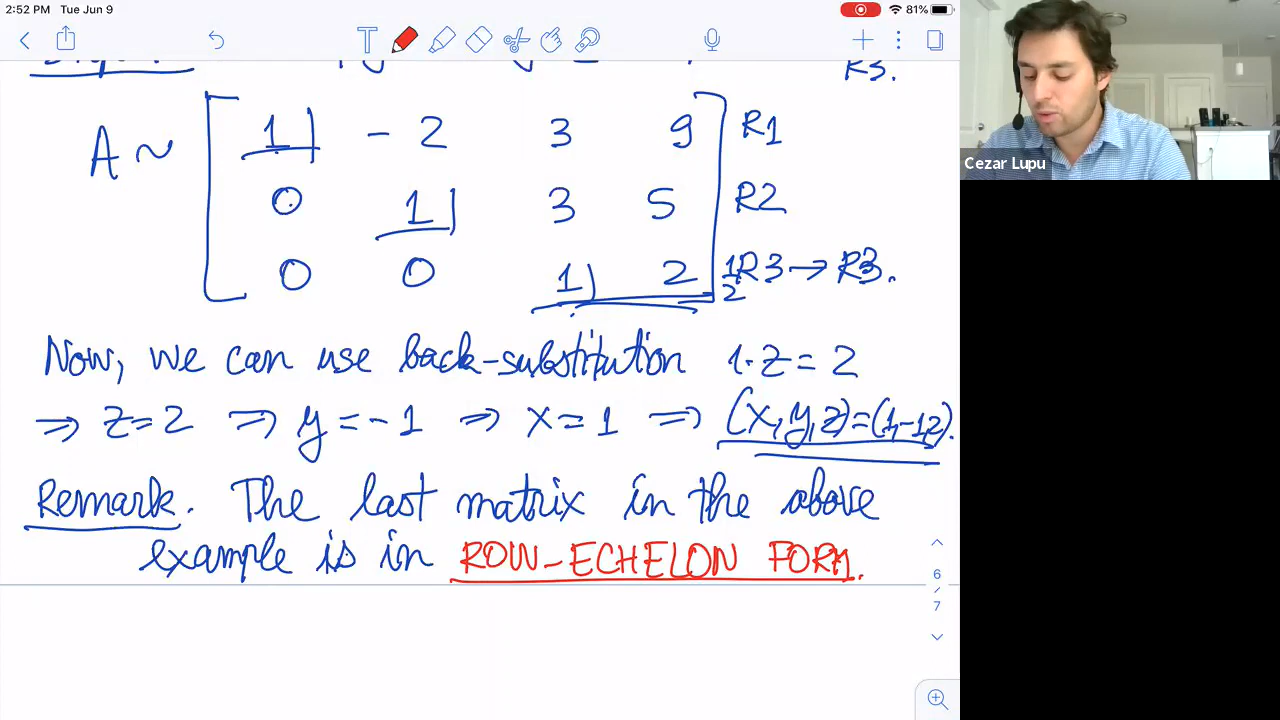 2:52 PM Tue Jun 9
81%
R3.
A ~ [ 1 -2 3 9 ] R1
0 1 3 5 R2
0 0 1 2 1/2 R3 → R3.
Now, we can use back-substitution 1·z = 2
⇒ z=2 ⇒ y = -1 ⇒ x = 1 ⇒ (x,y,z)=(1,-1,2).
Remark. The last matrix in the above
example is in ROW-ECHELON FORM.
6
/
7
Cezar Lupu